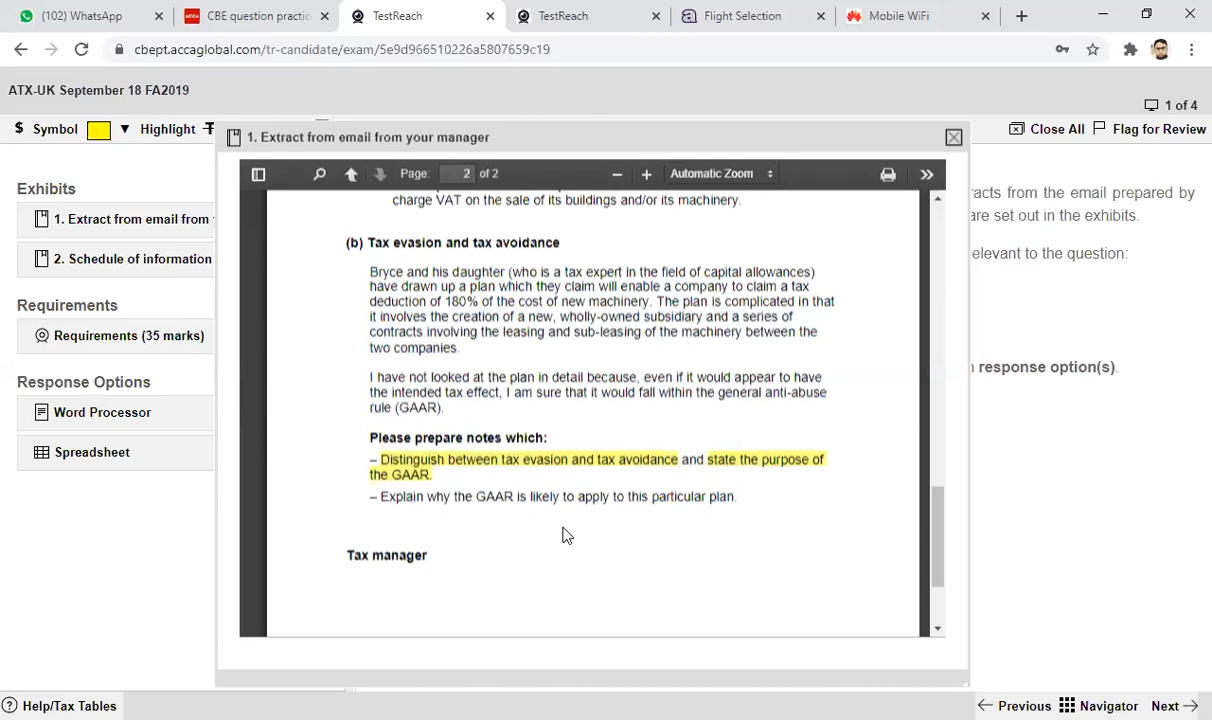 (102) WhatsApp
CBE question practic
TestReach
TestReach
Flight Selection
Mobile WiFi
cbept.accaglobal.com/tr-candidate/exam/5e9d966510226a5807659c19
ATX-UK September 18 FA2019
1 of 4
$ Symbol
Highlight
T
Close All
Flag for Review
1. Extract from email from your manager
Page: 2 of 2
Automatic Zoom
Exhibits
1. Extract from email from
2. Schedule of information
Requirements
Requirements (35 marks)
Response Options
Word Processor
Spreadsheet
racts from the email prepared by
are set out in the exhibits.
elevant to the question:
response option(s).
charge VAT on the sale of its buildings and/or its machinery.
(b) Tax evasion and tax avoidance
Bryce and his daughter (who is a tax expert in the field of capital allowances)
have drawn up a plan which they claim will enable a company to claim a tax
deduction of 180% of the cost of new machinery. The plan is complicated in that
it involves the creation of a new, wholly-owned subsidiary and a series of
contracts involving the leasing and sub-leasing of the machinery between the
two companies.
I have not looked at the plan in detail because, even if it would appear to have
the intended tax effect, I am sure that it would fall within the general anti-abuse
rule (GAAR).
Please prepare notes which:
– Distinguish between tax evasion and tax avoidance and state the purpose of
the GAAR.
– Explain why the GAAR is likely to apply to this particular plan.
Tax manager
Help/Tax Tables
Previous
Navigator
Next